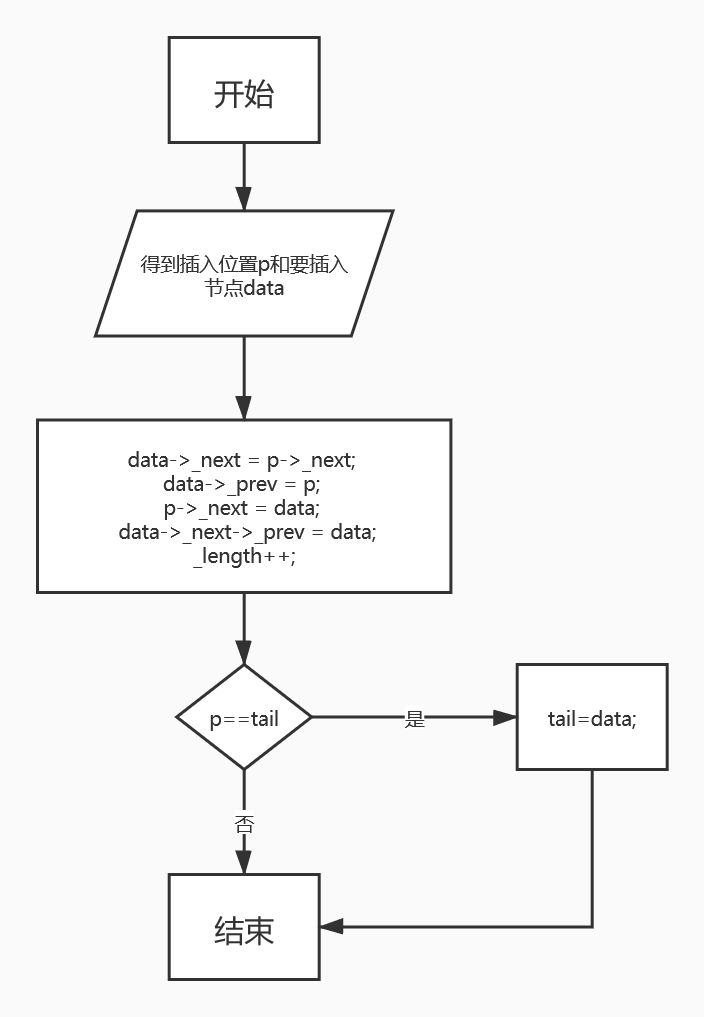 开始
得到插入位置p和要插入
节点data
data->_next = p->_next;
data->_prev = p;
p->_next = data;
data->_next->_prev = data;
_length++;
p==tail
是
tail=data;
否
结束